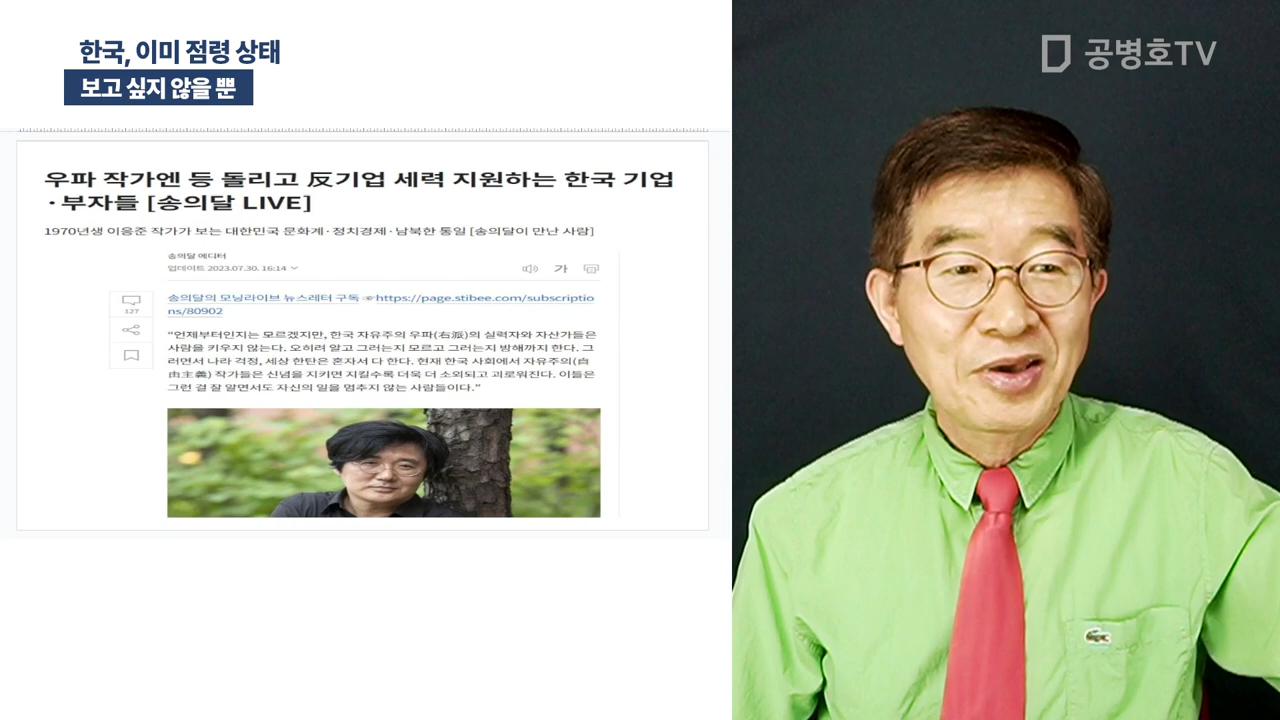 한국, 이미 점령 상태
보고 싶지 않을 뿐
공병호TV
우파 작가엔 등 돌리고 反기업 세력 지원하는 한국 기업
·부자들 [송의달 LIVE]
1970년생 이응준 작가가 보는 대한민국 문화계·정치경제·남북한 통일 [송의달이 만난 사람]
송의달 에디터
업데이트 2023.07.30. 16:14
가
127
송의달의 모닝라이브 뉴스레터 구독 ☞https://page.stibee.com/subscriptio
ns/80902
“언제부터인지는 모르겠지만, 한국 자유주의 우파(右派)의 실력자와 자산가들은
사람을 키우지 않는다. 오히려 알고 그러는지 모르고 그러는지 방해까지 한다. 그
러면서 나라 걱정, 세상 한탄은 혼자서 다 한다. 현재 한국 사회에서 자유주의(自
由主義) 작가들은 신념을 지키면 지킬수록 더욱 더 소외되고 괴로워진다. 이들은
그런 걸 잘 알면서도 자신의 일을 멈추지 않는 사람들이다.”